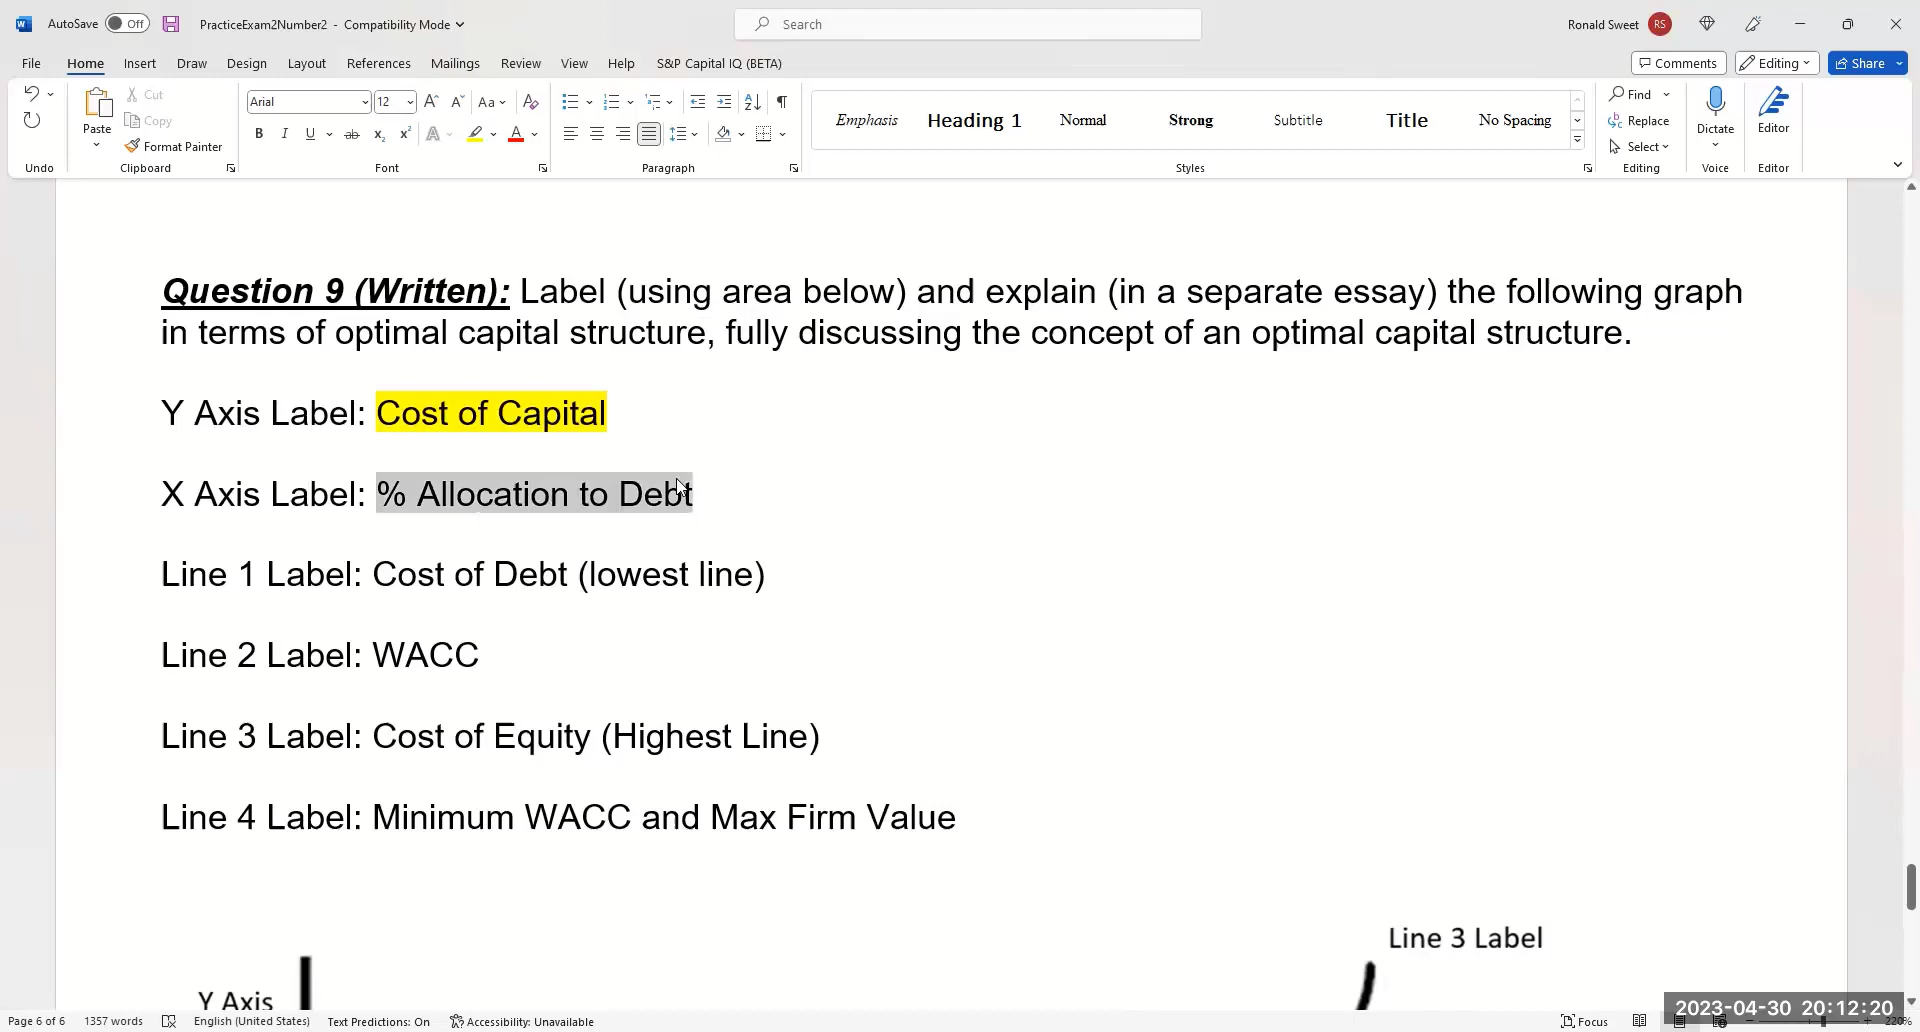 AutoSave Off PracticeExam2Number2 - Compatibility Mode Search Ronald Sweet RS
File Home Insert Draw Design Layout References Mailings Review View Help S&P Capital IQ (BETA) Comments Editing Share
Paste Cut Copy Format Painter
Arial 12
Emphasis Heading 1 Normal Strong Subtitle Title No Spacing
Find Replace Select Dictate Editor
Undo Clipboard Font Paragraph Styles Editing Voice Editor
Question 9 (Written): Label (using area below) and explain (in a separate essay) the following graph
in terms of optimal capital structure, fully discussing the concept of an optimal capital structure.
Y Axis Label: Cost of Capital
X Axis Label: % Allocation to Debt
Line 1 Label: Cost of Debt (lowest line)
Line 2 Label: WACC
Line 3 Label: Cost of Equity (Highest Line)
Line 4 Label: Minimum WACC and Max Firm Value
Line 3 Label
Y Axis
2023-04-30 20:12:20
Page 6 of 6 1357 words English (United States) Text Predictions: On Accessibility: Unavailable Focus 220%